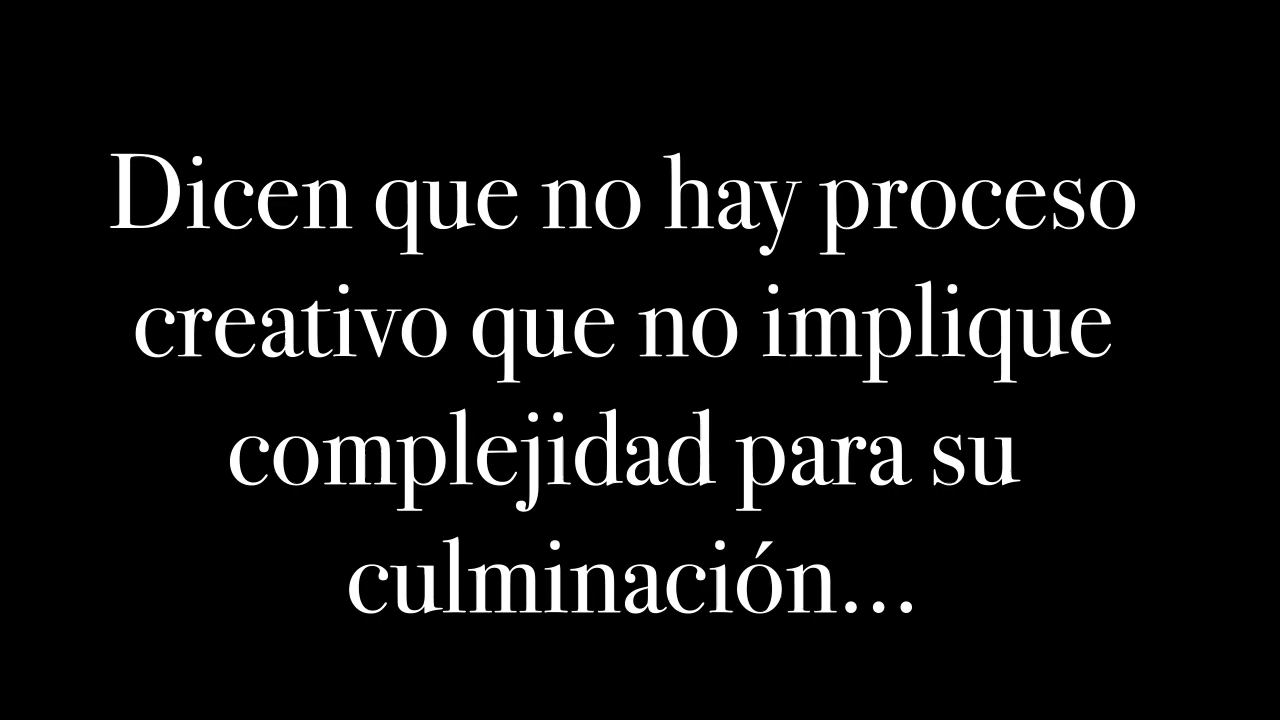 Dicen que no hay proceso
creativo que no implique
complejidad para su
culminación...